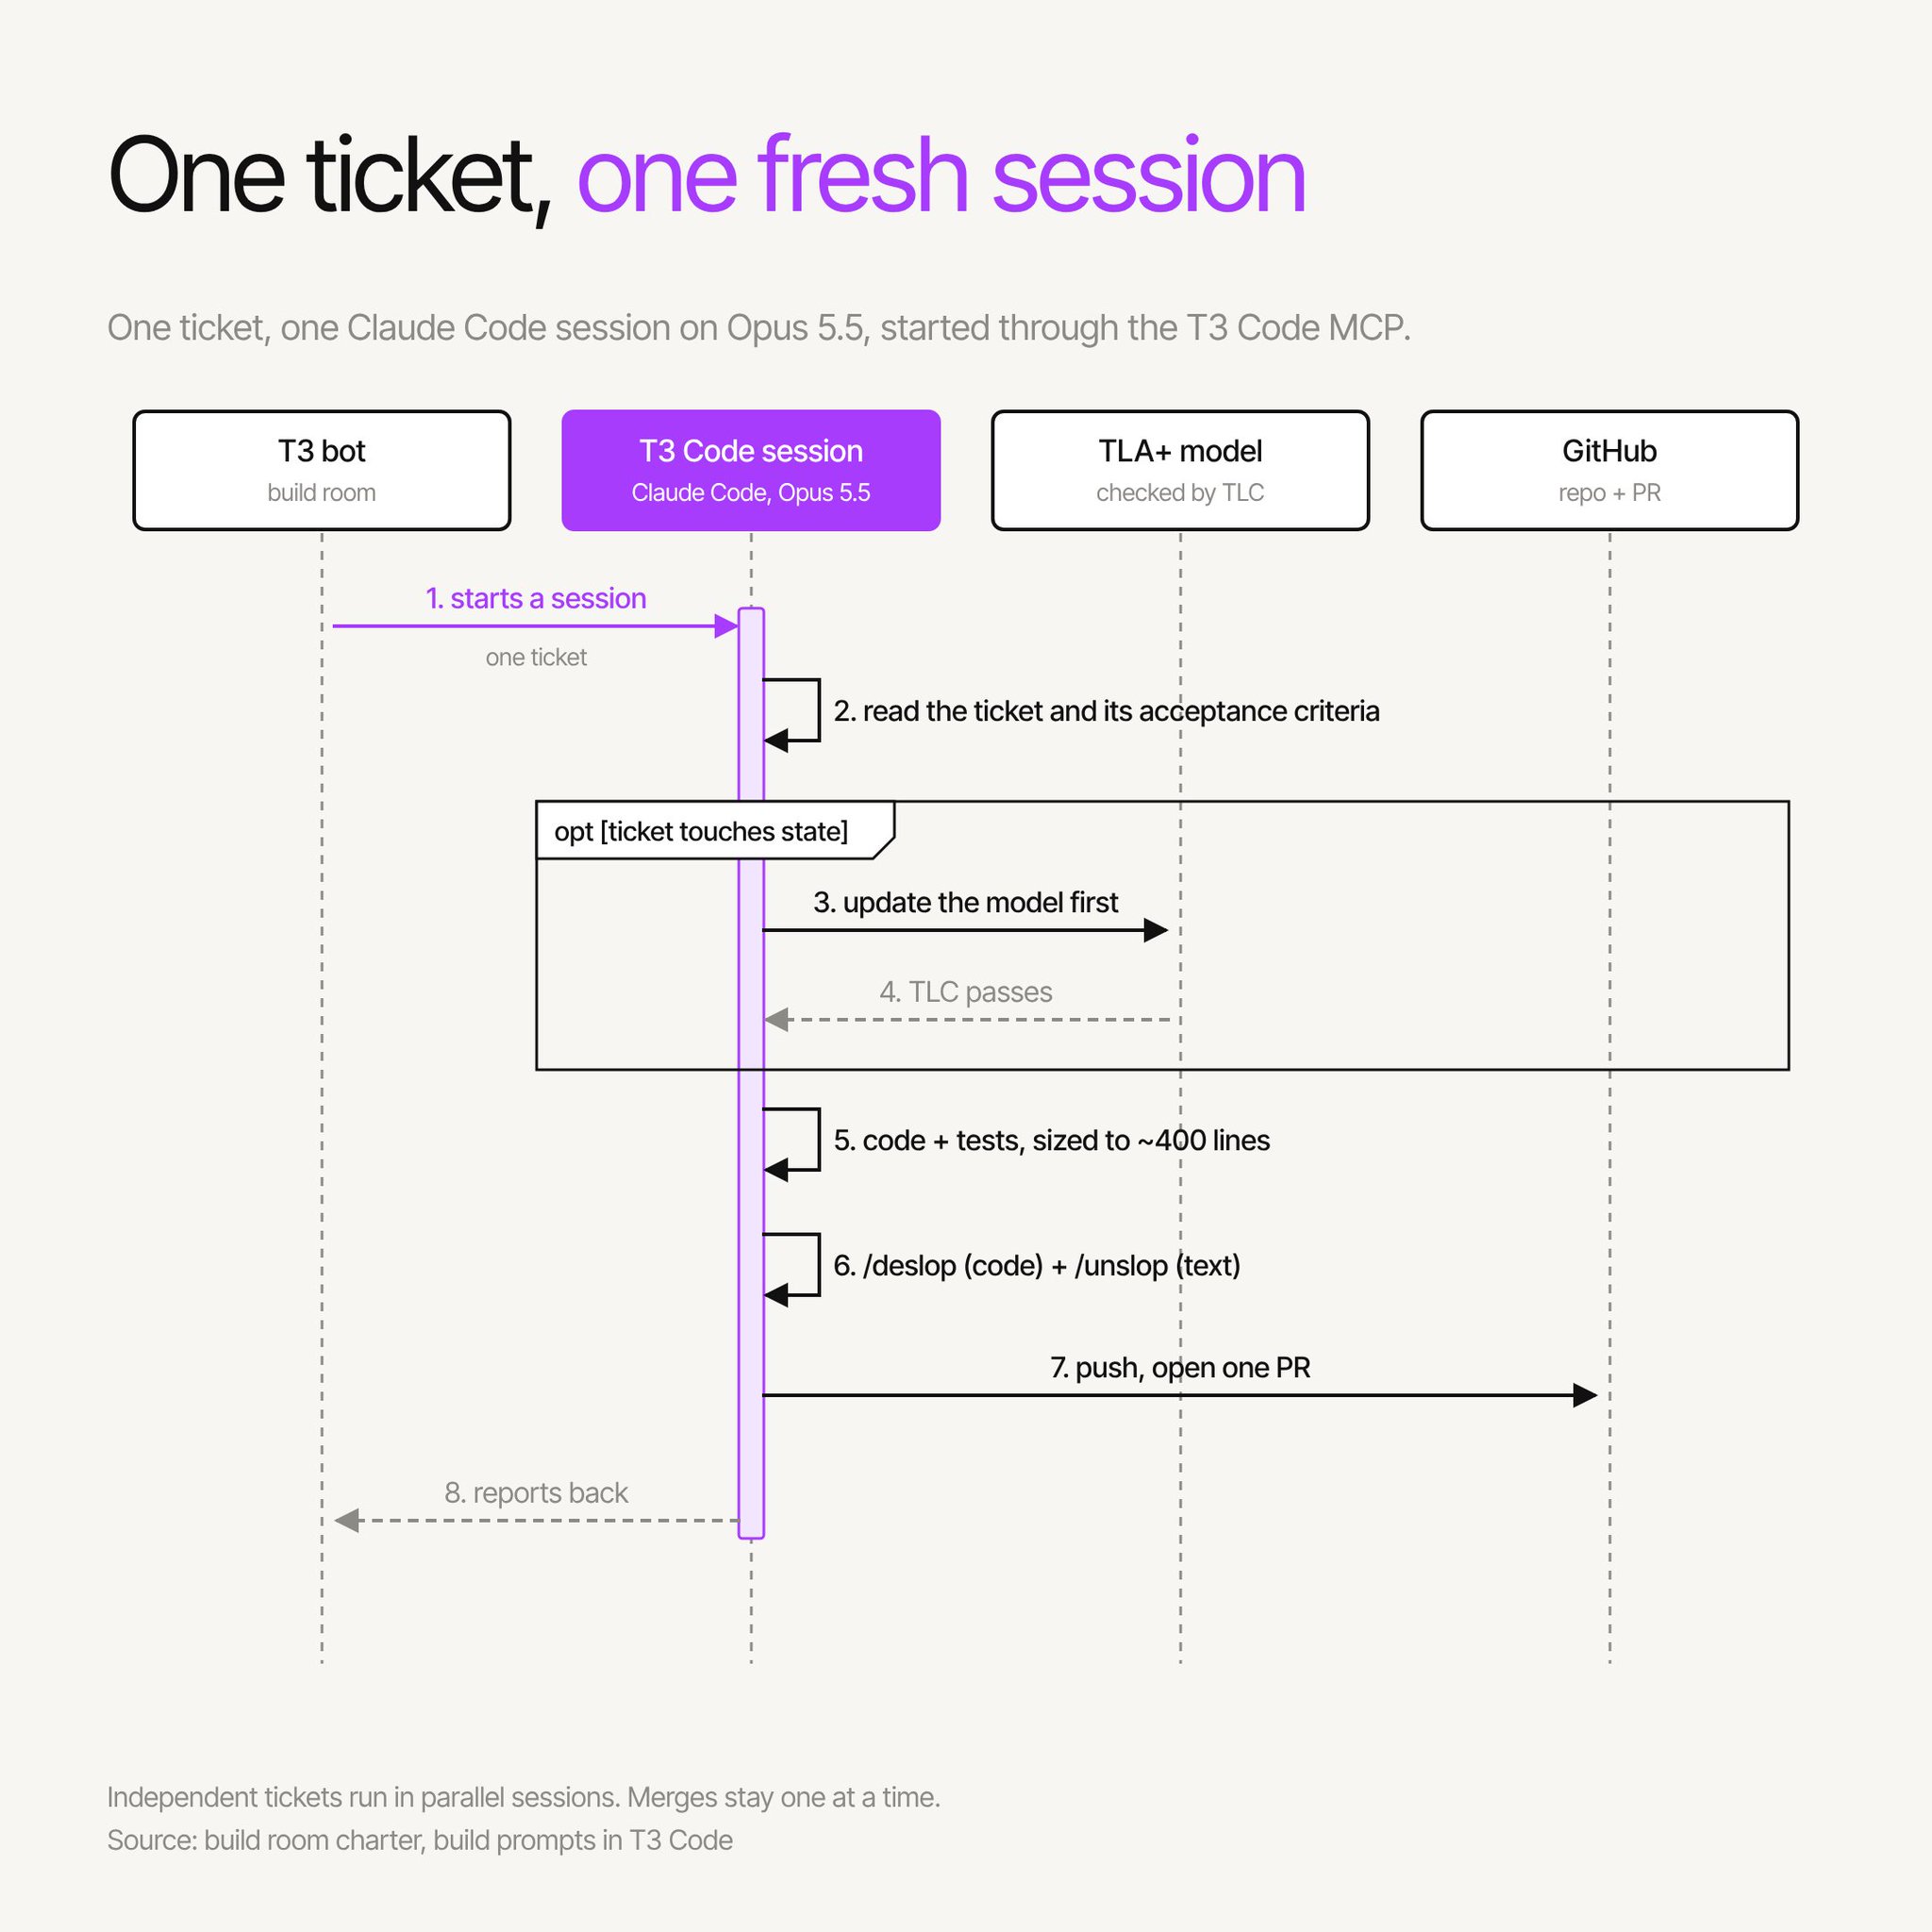 One ticket, one fresh session
One ticket, one Claude Code session on Opus 5.5, started through the T3 Code MCP.
T3 bot
build room
T3 Code session
Claude Code, Opus 5.5
TLA+ model
checked by TLC
GitHub
repo + PR
1. starts a session
one ticket
2. read the ticket and its acceptance criteria
opt [ticket touches state]
3. update the model first
4. TLC passes
5. code + tests, sized to ~400 lines
6. /deslop (code) + /unslop (text)
7. push, open one PR
8. reports back
Independent tickets run in parallel sessions. Merges stay one at a time.
Source: build room charter, build prompts in T3 Code